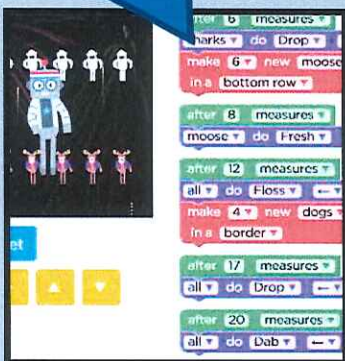 after 6 measures
sharks do Drop
make 6 new moose
in a bottom row
after 8 measures
moose do Fresh
after 12 measures
all do Floss ←
make 4 new dogs
in a border
et
after 17 measures
all do Drop ←
after 20 measures
all do Dab ←